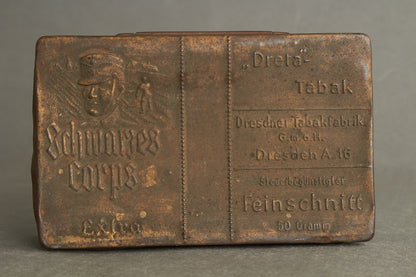 Schwarzes
Corps
Extra
„Dreta"-
Tabak
Dresdner Tabakfabrik
G.m.b.H.
Dresden A.16
Steuerbegünstigter
Feinschnitt
50 Gramm